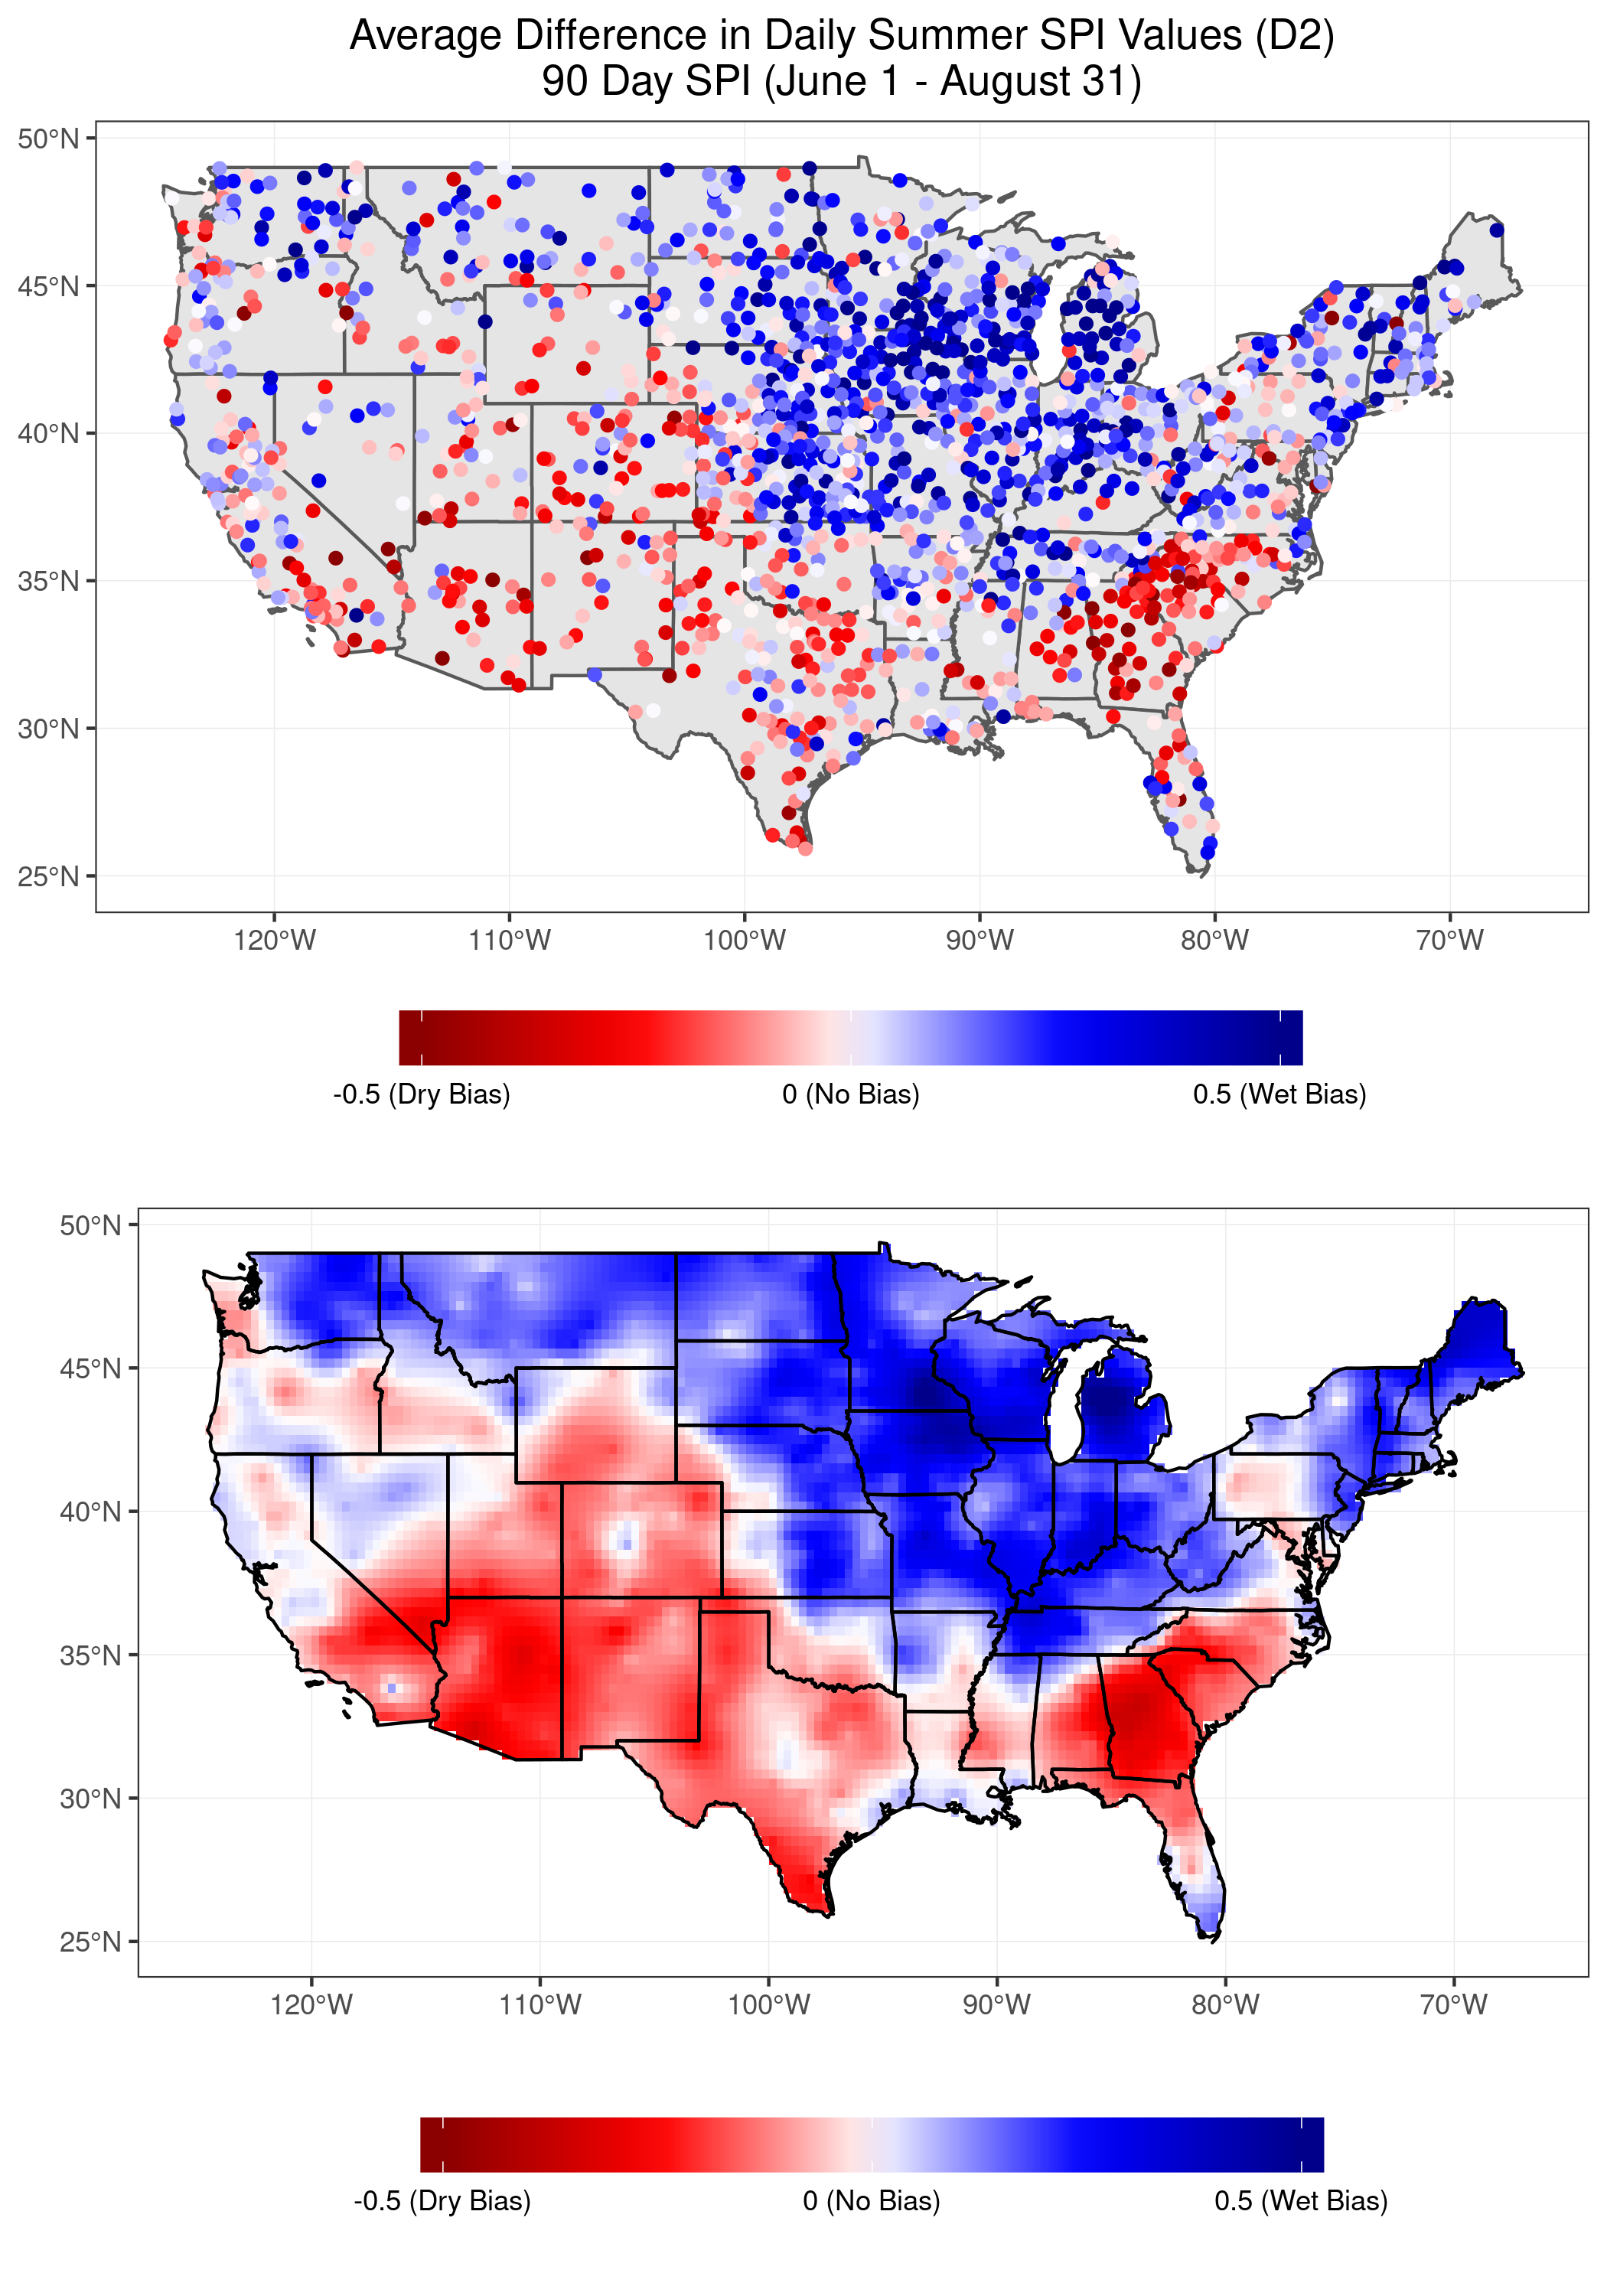 Average Difference in Daily Summer SPI Values (D2)
90 Day SPI (June 1 - August 31)
50°N
45°N
40°N
35°N
30°N
25°N
120°W 110°W 100°W 90°W 80°W 70°W
-0.5 (Dry Bias) 0 (No Bias) 0.5 (Wet Bias)
50°N
45°N
40°N
35°N
30°N
25°N
120°W 110°W 100°W 90°W 80°W 70°W
-0.5 (Dry Bias) 0 (No Bias) 0.5 (Wet Bias)